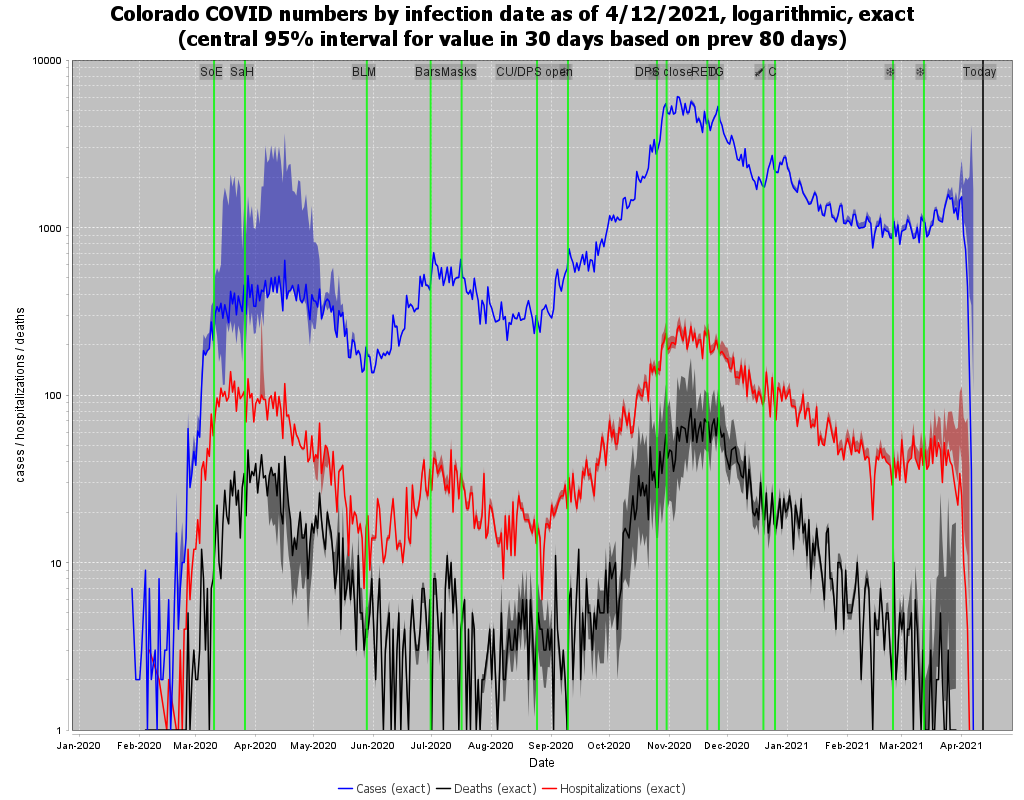 Colorado COVID numbers by infection date as of 4/12/2021, logarithmic, exact
(central 95% interval for value in 30 days based on prev 80 days)
SoE SaH BLM Bars Masks CU/DPS open DPS close C ❄ ❄ Today
10000
1000
100
10
1
cases / hospitalizations / deaths
Jan-2020 Feb-2020 Mar-2020 Apr-2020 May-2020 Jun-2020 Jul-2020 Aug-2020 Sep-2020 Oct-2020 Nov-2020 Dec-2020 Jan-2021 Feb-2021 Mar-2021 Apr-2021
Date
Cases (exact) Deaths (exact) Hospitalizations (exact)